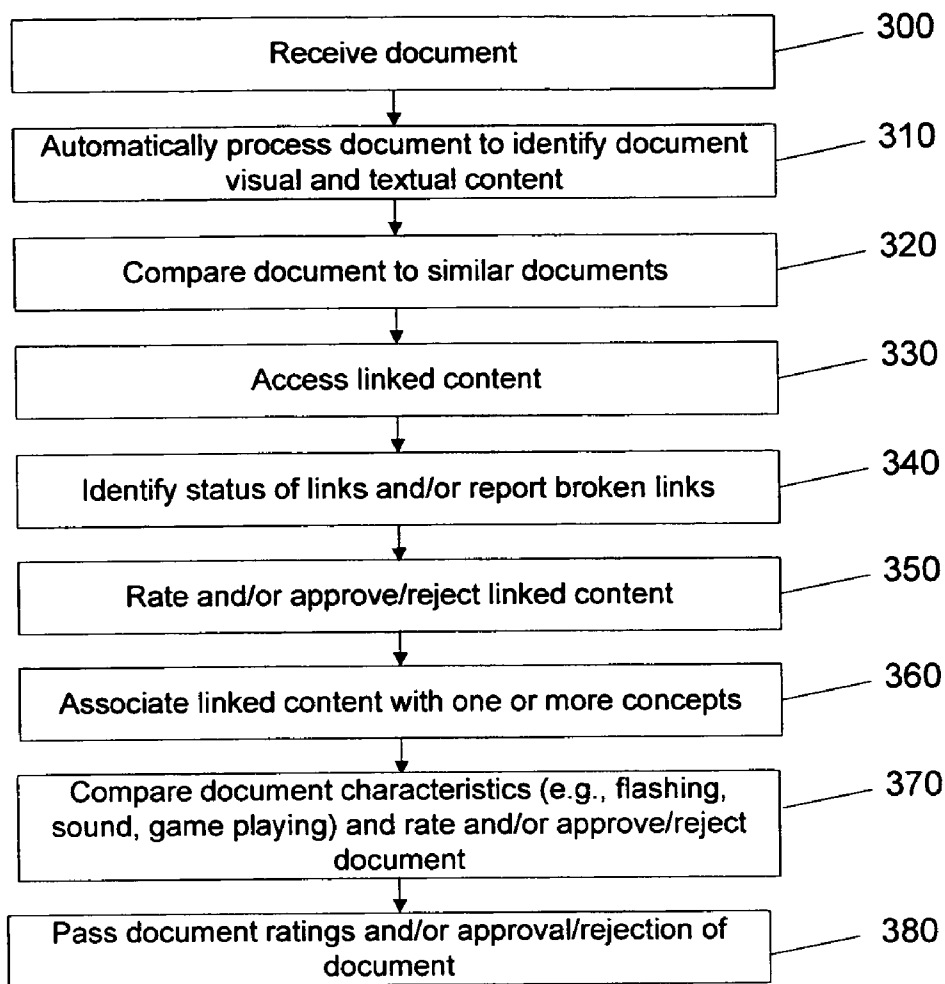 Receive document
300
Automatically process document to identify document
visual and textual content
310
Compare document to similar documents
320
Access linked content
330
Identify status of links and/or report broken links
340
Rate and/or approve/reject linked content
350
Associate linked content with one or more concepts
360
Compare document characteristics (e.g., flashing,
sound, game playing) and rate and/or approve/reject
document
370
Pass document ratings and/or approval/rejection of
document
380